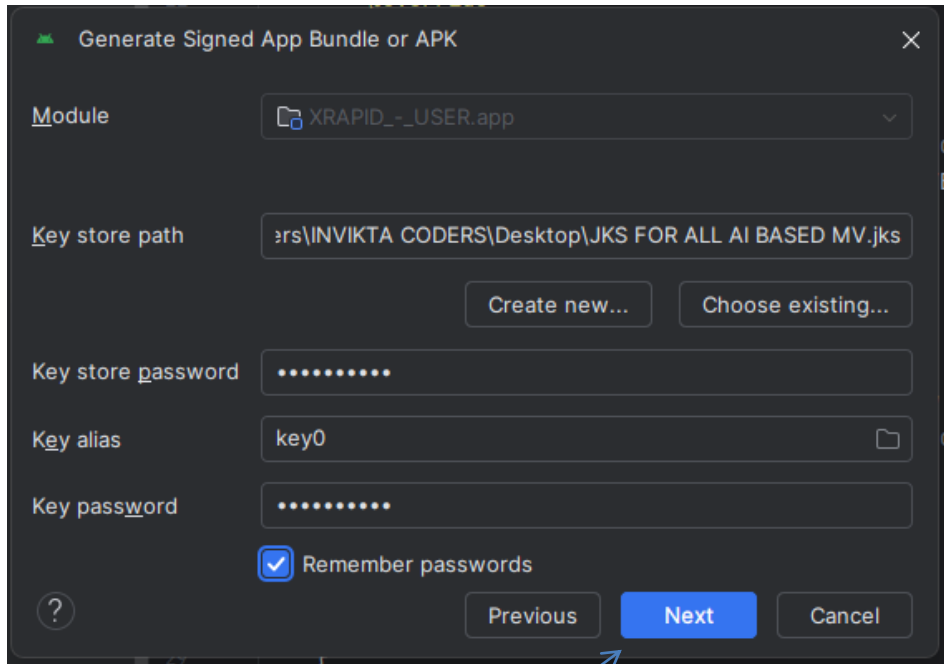 Generate Signed App Bundle or APK
Module
XRAPID_-_USER.app
Key store path
ers\INVIKTA CODERS\Desktop\JKS FOR ALL AI BASED MV.jks
Create new...
Choose existing...
Key store password
••••••••••
Key alias
key0
Key password
••••••••••
Remember passwords
?
Previous
Next
Cancel